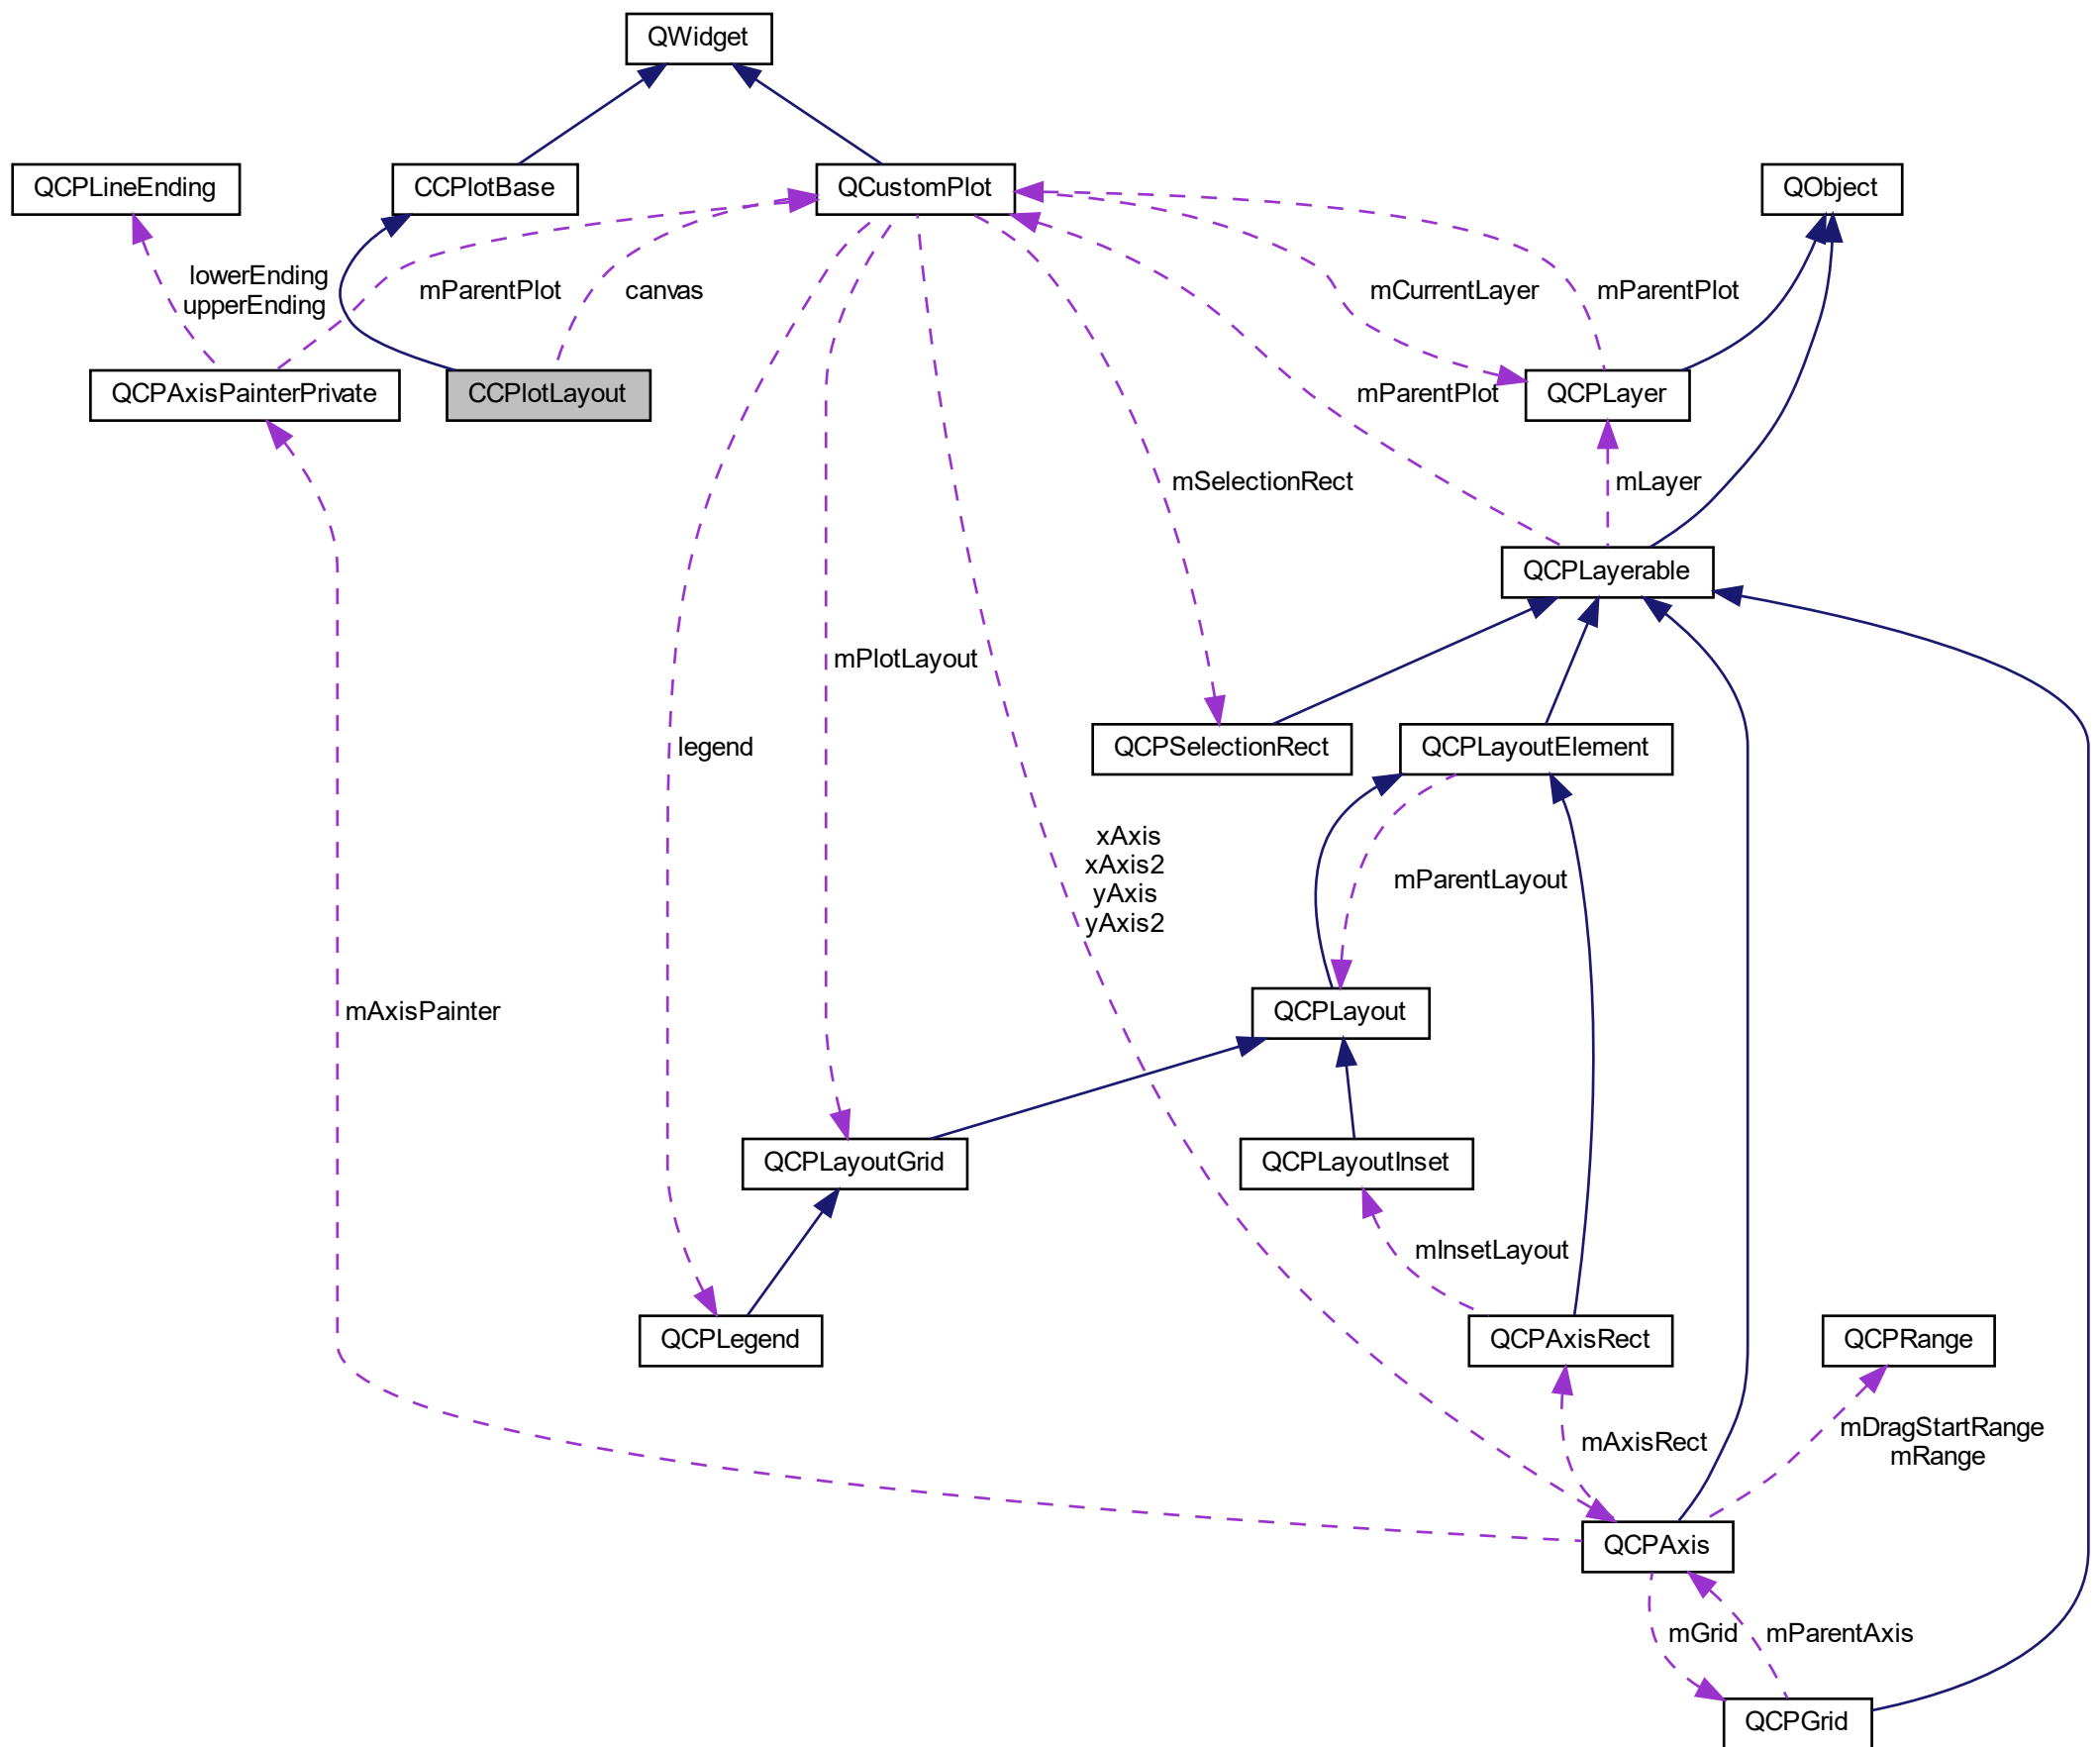 QWidget
QCPLineEnding
CCPlotBase
QCustomPlot
QObject
lowerEnding
upperEnding
mParentPlot
canvas
mCurrentLayer
mParentPlot
QCPAxisPainterPrivate
CCPlotLayout
mParentPlot
QCPLayer
mSelectionRect
mLayer
QCPLayerable
mPlotLayout
legend
QCPSelectionRect
QCPLayoutElement
xAxis
xAxis2
yAxis
yAxis2
mParentLayout
mAxisPainter
QCPLayout
QCPLayoutGrid
QCPLayoutInset
mInsetLayout
QCPLegend
QCPAxisRect
QCPRange
mAxisRect
mDragStartRange
mRange
QCPAxis
mGrid
mParentAxis
QCPGrid